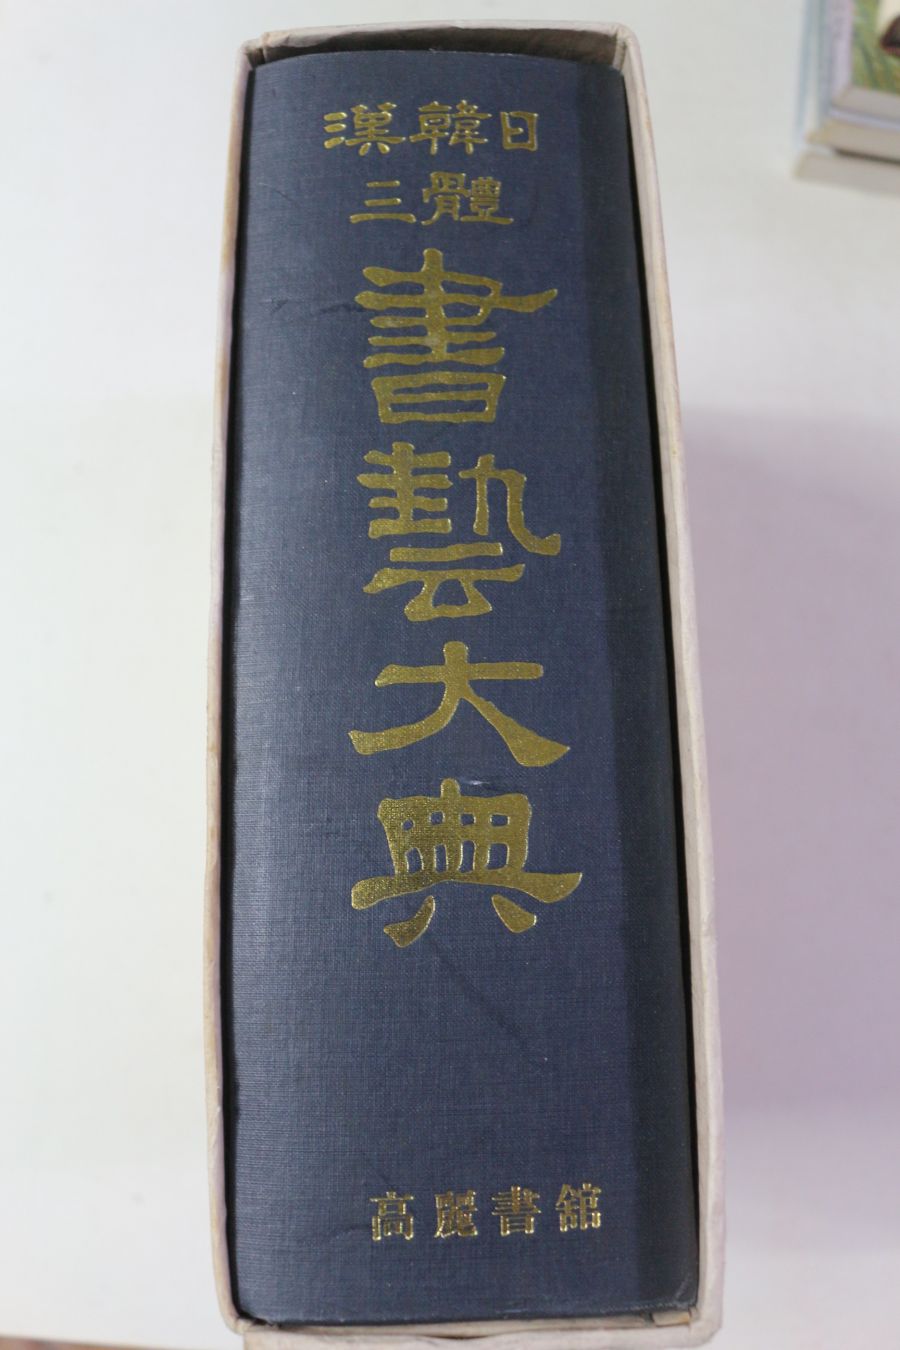 漢韓日
三體
書藝大典
高麗書舘